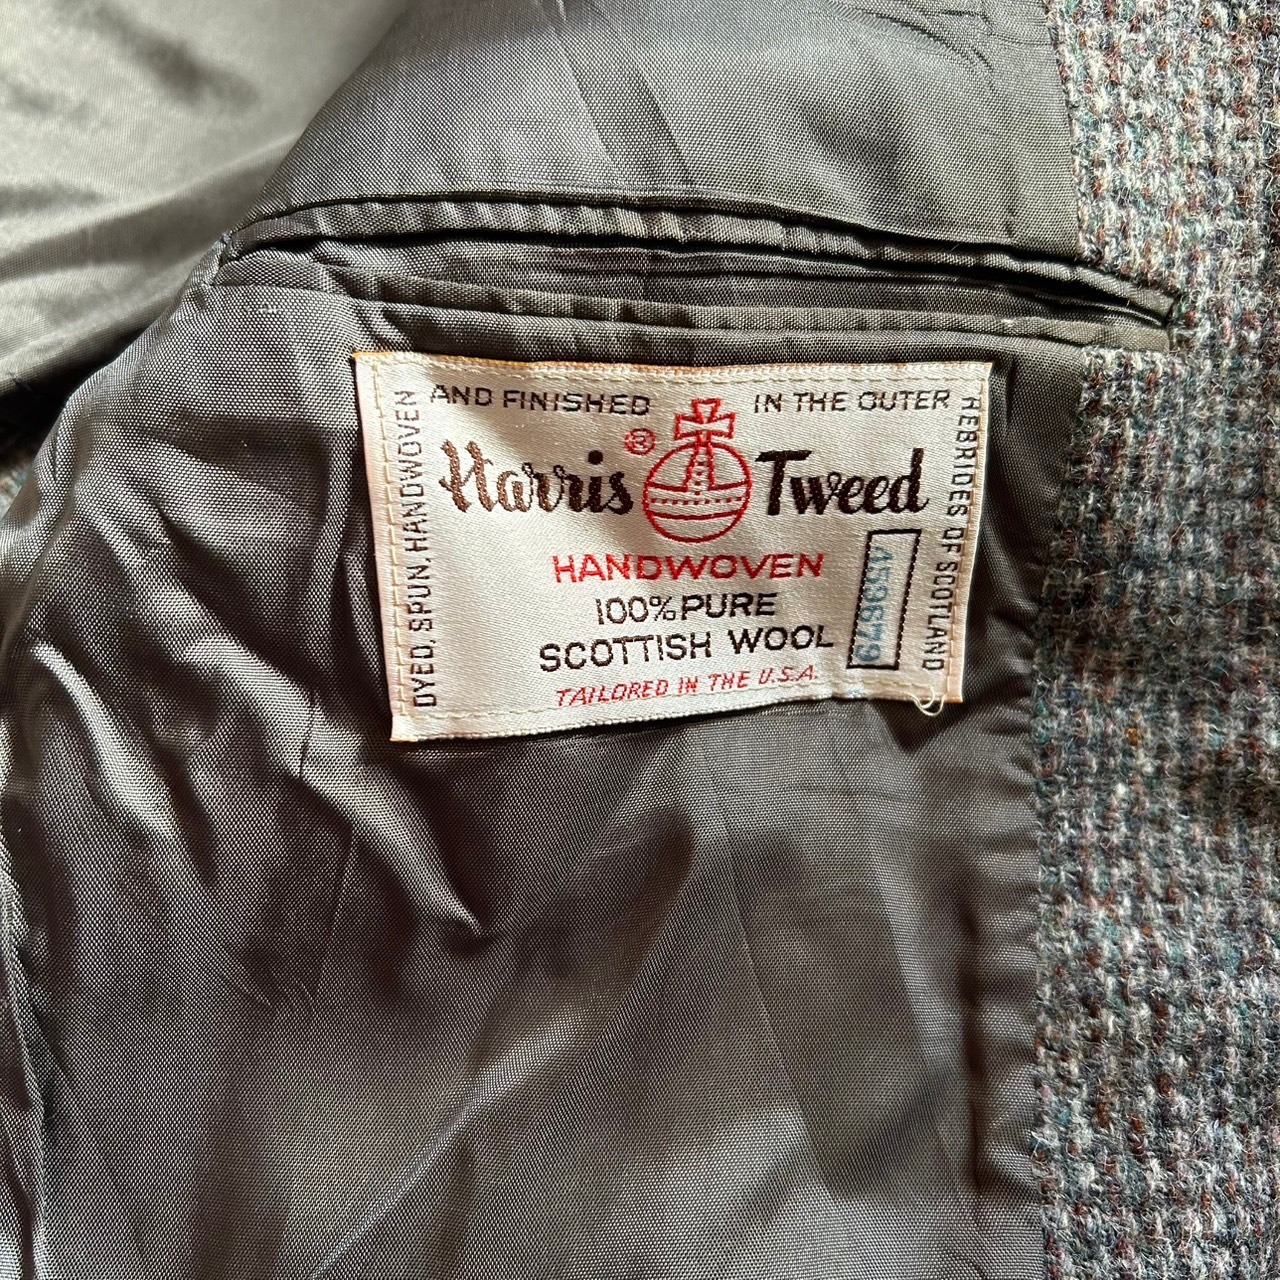 DYED, SPUN, HANDWOVEN
AND FINISHED
IN THE OUTER
HEBRIDES OF SCOTLAND
Harris ® Tweed
HANDWOVEN
100% PURE
SCOTTISH WOOL
TAILORED IN THE U.S.A.